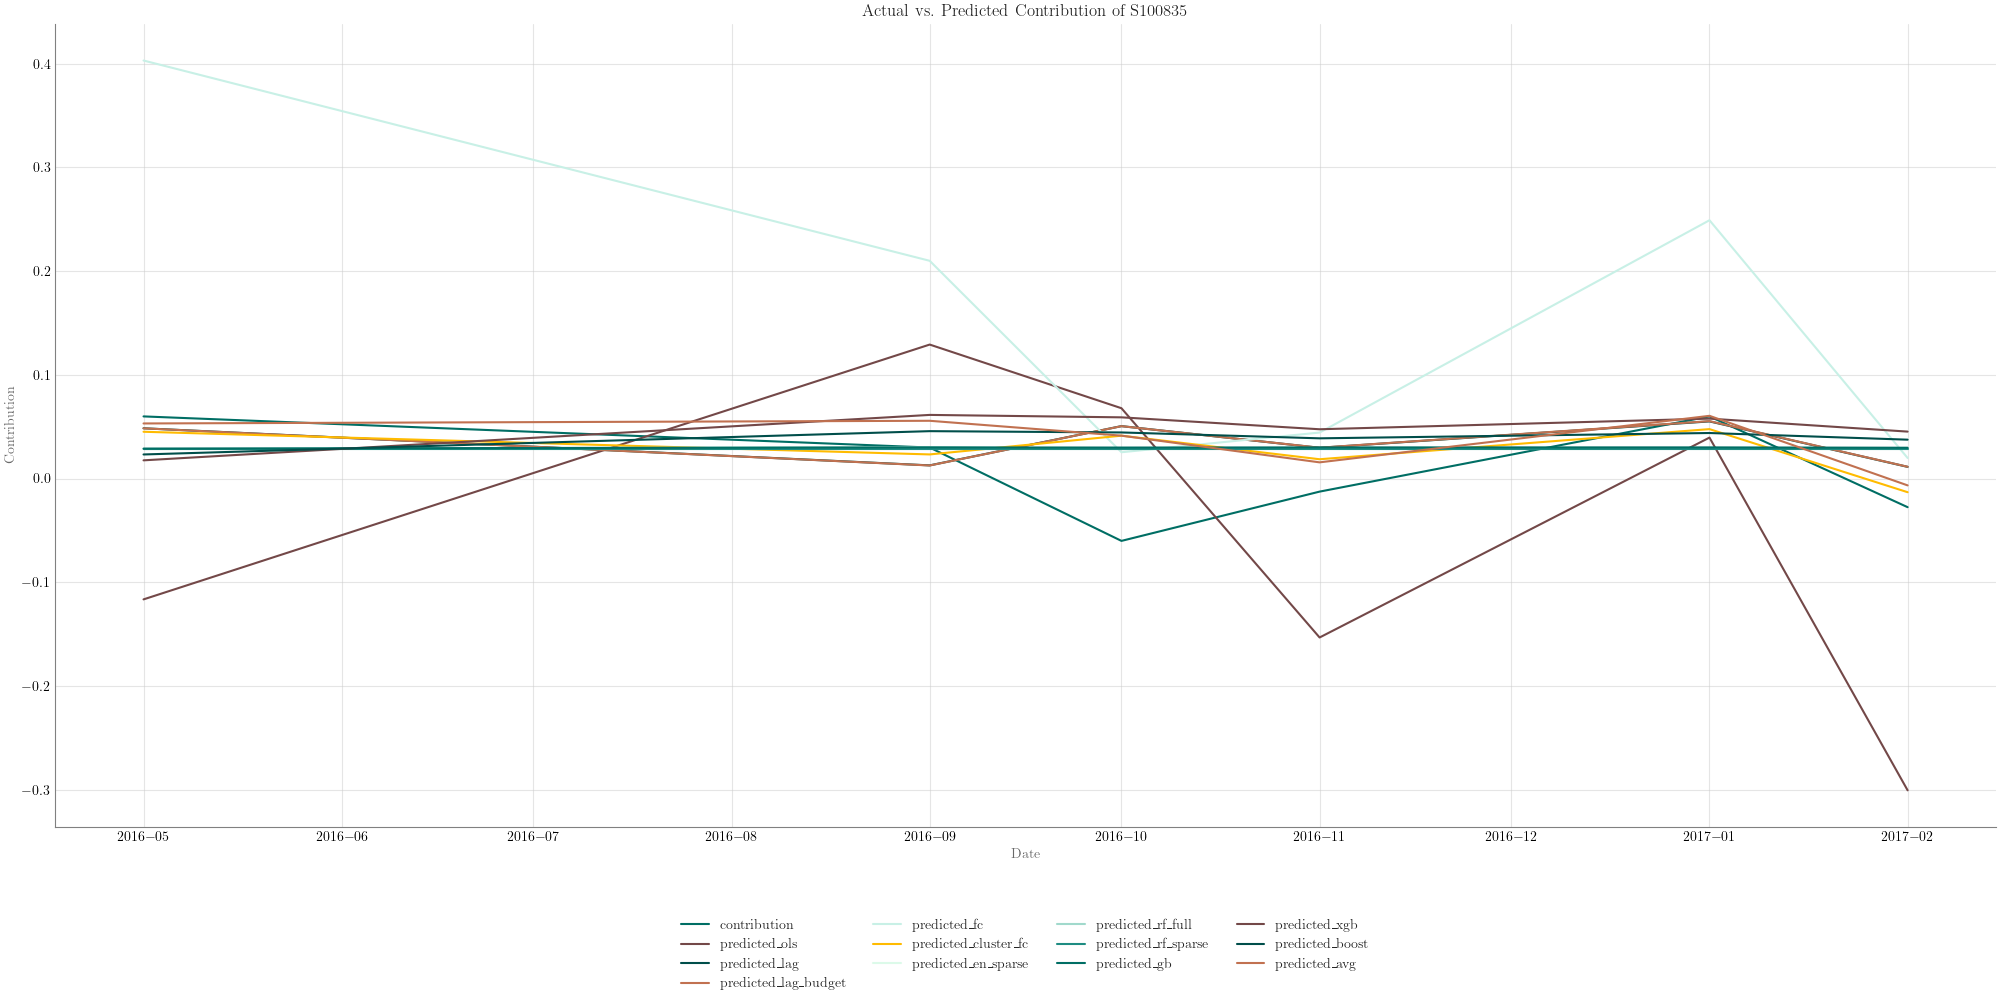 Actual vs. Predicted Contribution of S100835
Contribution
0.4
0.3
0.2
0.1
0.0
−0.1
−0.2
−0.3
2016−05 2016−06 2016−07 2016−08 2016−09 2016−10 2016−11 2016−12 2017−01 2017−02
Date
contribution predicted_fc predicted_rf_full predicted_xgb
predicted_ols predicted_cluster_fc predicted_rf_sparse predicted_boost
predicted_lag predicted_en_sparse predicted_gb predicted_avg
predicted_lag_budget